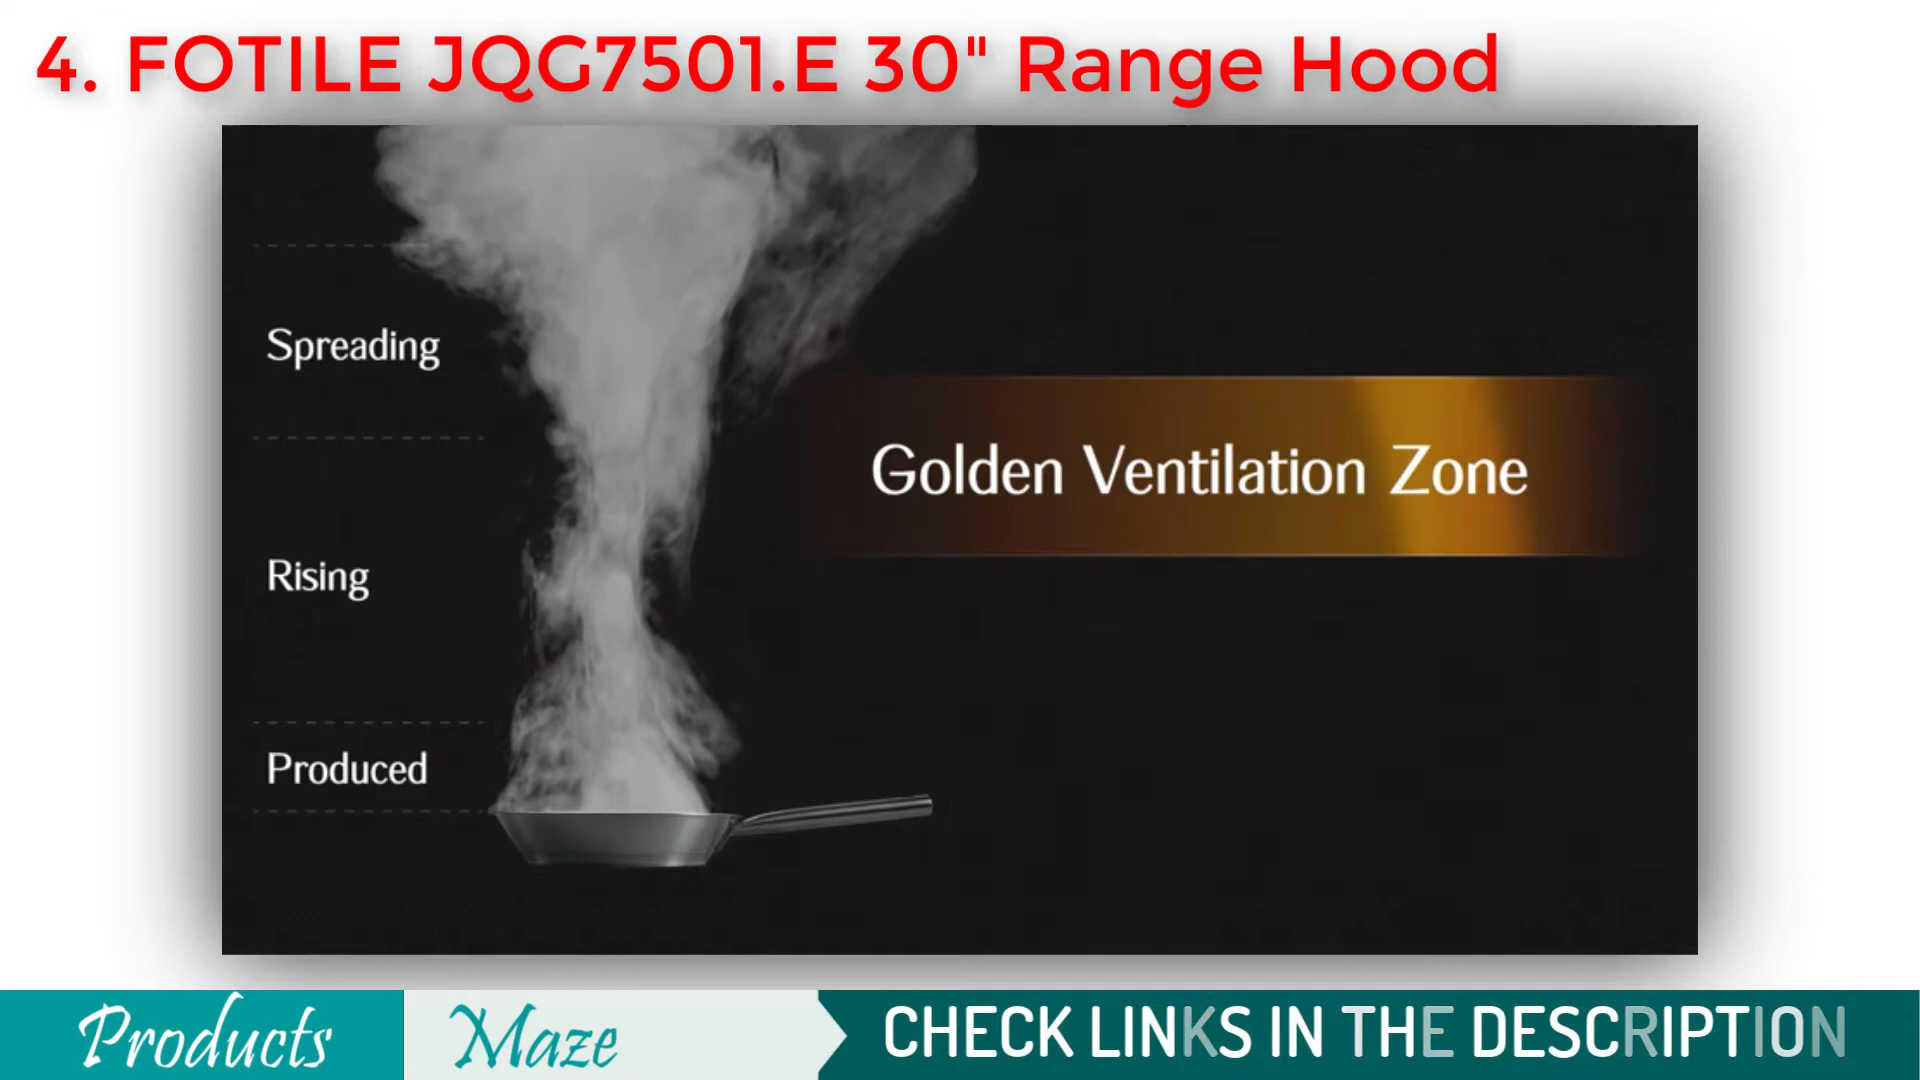 4. FOTILE JQG7501.E 30" Range Hood
Spreading
Golden Ventilation Zone
Rising
Produced
Products Maze
CHECK LINKS IN THE DESCRIPTION